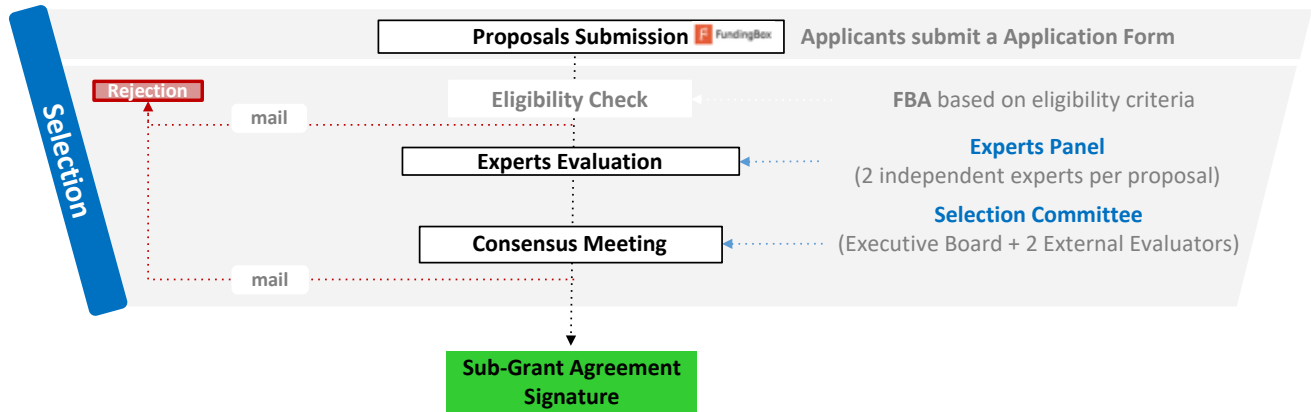 Proposals Submission
F FundingBox
Applicants submit a Application Form
Selection
Rejection
Eligibility Check
FBA based on eligibility criteria
mail
Experts Evaluation
Experts Panel
(2 independent experts per proposal)
Consensus Meeting
Selection Committee
(Executive Board + 2 External Evaluators)
mail
Sub-Grant Agreement
Signature